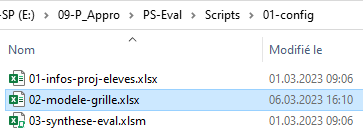 -SP (E:) > 09-P_Appro > PS-Eval > Scripts > 01-config
Nom Modifié le
01-infos-proj-eleves.xlsx 01.03.2023 09:06
02-modele-grille.xlsx 06.03.2023 16:10
03-synthese-eval.xlsm 01.03.2023 09:06